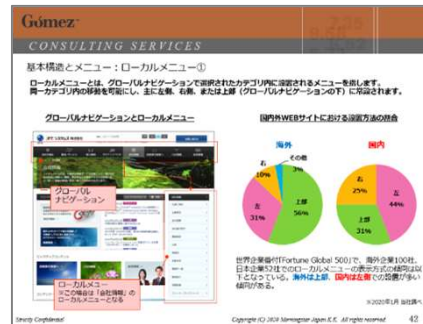 Gómez
CONSULTING SERVICES
基本構造とメニュー：ローカルメニュー①
ローカルメニューとは、グローバルナビゲーションで選択されたカテゴリ内に設置されるメニューを指します。
同一カテゴリ内の移動を可能にし、主に左側、右側、または上部（グローバルナビゲーションの下）に常設されます。
グローバルナビゲーションとローカルメニュー
グローバル
ナビゲーション
ローカルメニュー
※この場合は「会社情報」の
ローカルメニューとなる
国内外WEBサイトにおける設置方法の割合
海外
その他
3%
右
10%
左
31%
上部
56%
国内
右
25%
左
44%
上部
31%
世界企業番付「Fortune Global 500」で、海外企業100社、
日本企業52社でのローカルメニューの表示方式の傾向は以
下となっている。海外は上部、国内は左側での設置が多い
傾向がある。
※2020年1月 当社調べ
Strictly Confidential
Copyright (C) 2020 Morningstar Japan K.K. All rights reserved
42